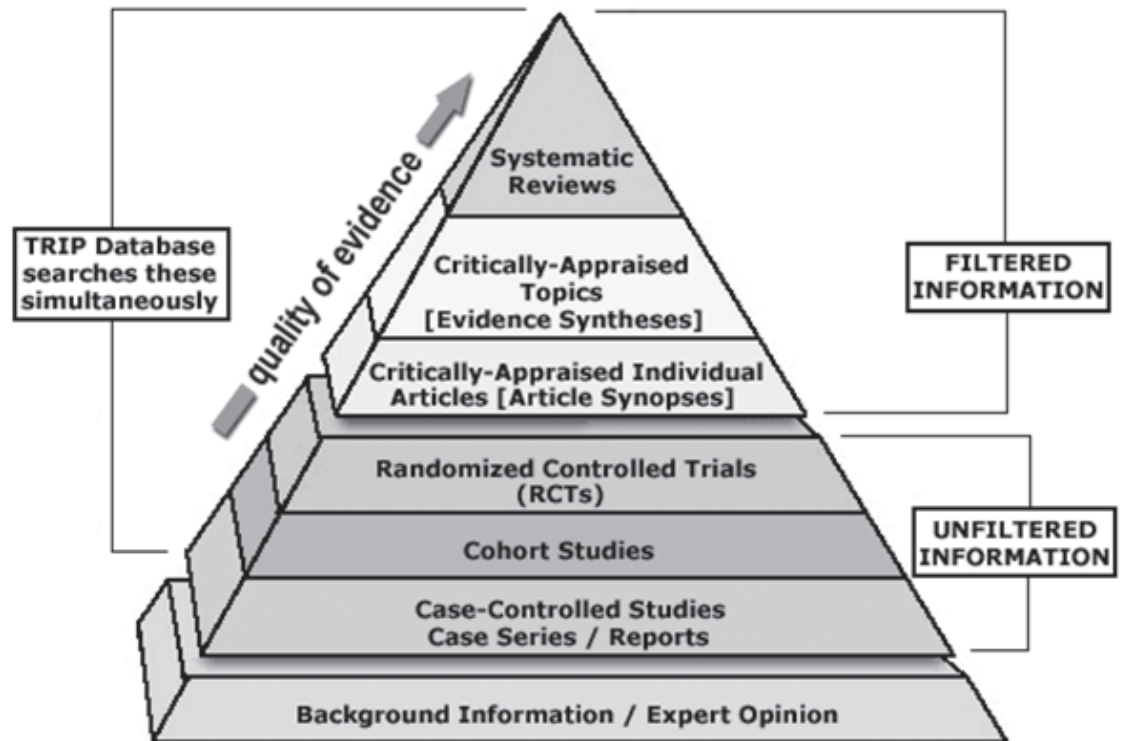 Systematic
Reviews
TRIP Database
searches these
simultaneously
quality of evidence
Critically-Appraised
Topics
[Evidence Syntheses]
FILTERED
INFORMATION
Critically-Appraised Individual
Articles [Article Synopses]
Randomized Controlled Trials
(RCTs)
UNFILTERED
INFORMATION
Cohort Studies
Case-Controlled Studies
Case Series / Reports
Background Information / Expert Opinion